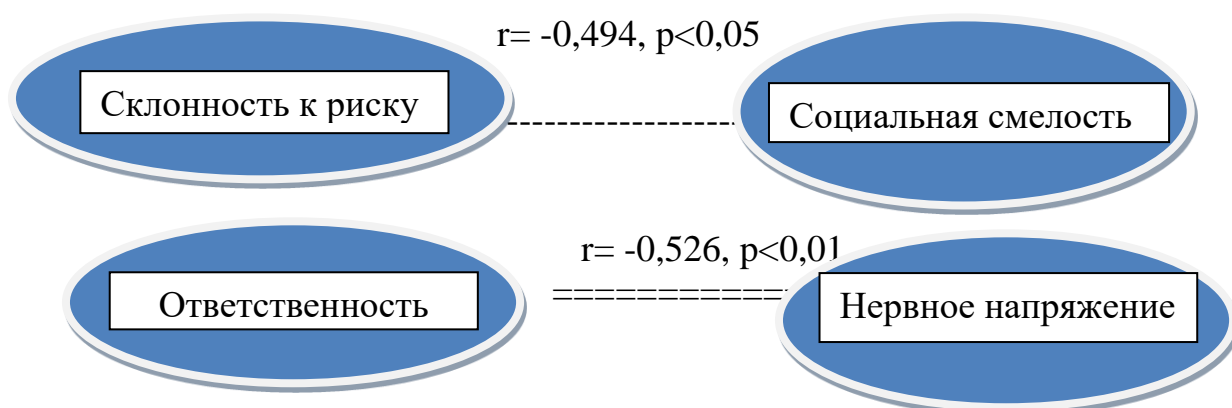 r= -0,494, p<0,05
Склонность к риску
Социальная смелость
r= -0,526, p<0,01
Ответственность
Нервное напряжение